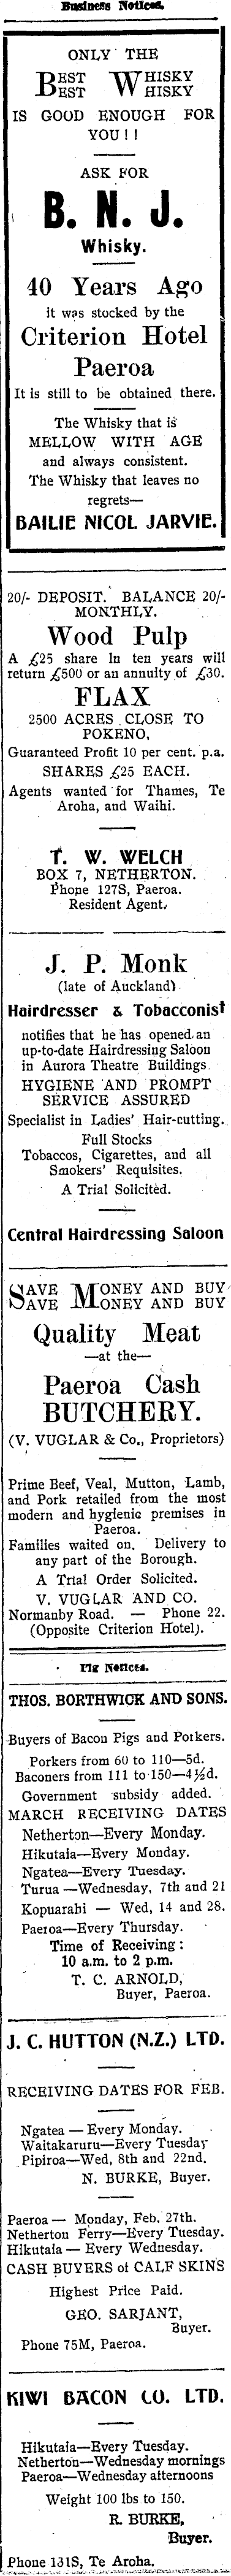 Business Notices.
ONLY THE
BEST WHISKY
BEST WHISKY
IS GOOD ENOUGH FOR
YOU!!
ASK FOR
B. N. J.
Whisky.
40 Years Ago
it was stocked by the
Criterion Hotel
Paeroa
It is still to be obtained there.
The Whisky that is
MELLOW WITH AGE
and always consistent.
The Whisky that leaves no
regrets—
BAILIE NICOL JARVIE.
20/- DEPOSIT. BALANCE 20/-
MONTHLY.
Wood Pulp
A £25 share In ten years will
return £500 or an annuity of £30.
FLAX
2500 ACRES CLOSE TO
POKENO,
Guaranteed Profit 10 per cent. p.a.
SHARES £25 EACH.
Agents wanted for Thames, Te
Aroha, and Waihi.
T. W. WELCH
BOX 7, NETHERTON.
Phone 127S, Paeroa.
Resident Agent,
J. P. Monk
(late of Auckland)
Hairdresser & Tobacconist
notifies that he has opened an
up-to-date Hairdressing Saloon
in Aurora Theatre Buildings
HYGIENE AND PROMPT
SERVICE ASSURED
Specialist in Ladies' Hair-cutting.
Full Stocks
Tobaccos, Cigarettes, and all
Smokers' Requisites.
A Trial Solicited.
Central Hairdressing Saloon
SAVE MONEY AND BUY
SAVE MONEY AND BUY
Quality Meat
—at the—
Paeroa Cash
BUTCHERY.
(V. VUGLAR & Co., Proprietors)
Prime Beef, Veal, Mutton, Lamb,
and Pork retailed from the most
modern and hygienic premises in
Paeroa.
Families waited on. Delivery to
any part of the Borough.
A Trial Order Solicited.
V. VUGLAR AND CO.
Normanby Road. — Phone 22.
(Opposite Criterion Hotel).
Pig Notices.
THOS. BORTHWICK AND SONS.
Buyers of Bacon Pigs and Porkers.
Porkers from 60 to 110—5d.
Baconers from 111 to 150—4½d.
Government subsidy added.
MARCH RECEIVING DATES
Netherton—Every Monday.
Hikutaia—Every Monday.
Ngatea—Every Tuesday.
Turua—Wednesday, 7th and 21
Kopuarahi — Wed, 14 and 28.
Paeroa—Every Thursday.
Time of Receiving:
10 a.m. to 2 p.m.
T. C. ARNOLD,
Buyer, Paeroa.
J. C. HUTTON (N.Z.) LTD.
RECEIVING DATES FOR FEB.
Ngatea — Every Monday.
Waitakaruru—Every Tuesday
Pipiroa—Wed, 8th and 22nd.
N. BURKE, Buyer.
Paeroa — Monday, Feb. 27th.
Netherton Ferry—Every Tuesday.
Hikutaia — Every Wednesday.
CASH BUYERS of CALF SKINS
Highest Price Paid.
GEO. SARJANT,
Buyer.
Phone 75M, Paeroa.
KIWI BACON CO. LTD.
Hikutaia—Every Tuesday.
Netherton—Wednesday mornings
Paeroa—Wednesday afternoons
Weight 100 lbs to 150.
R. BURKE,
Buyer.
Phone 131S, Te Aroha.